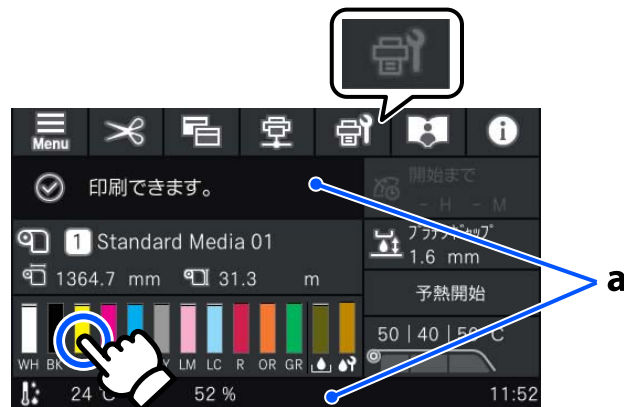 Menu
印刷できます。
開始まで
- H - M
1 Standard Media 01
プラテンギャップ
1.6 mm
1364.7 mm 31.3 m
予熱開始
50 | 40 | 50 °C
WH BK Y LM LC R OR GR
24 °C 52 % 11:52
a